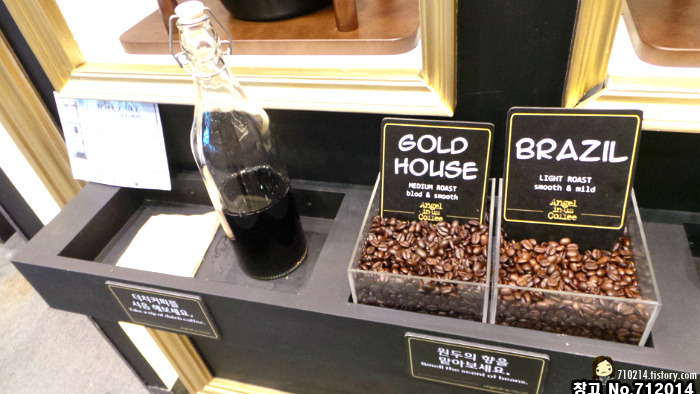 GOLD
HOUSE
MEDIUM ROAST
blod & smooth
Angel
in-us
Coffee
BRAZIL
LIGHT ROAST
smooth & mild
Angel
in-us
Coffee
더치커피를
시음 해보세요.
Take a sip of dutch coffee.
원두의 향을
맡아보세요.
Smell the scent of beans.
710214.tistory.com
창고 No.712014